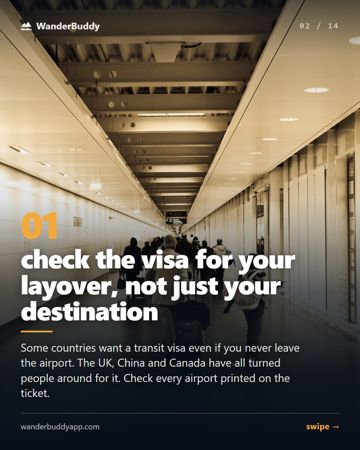 WanderBuddy
02 / 14
01
check the visa for your
layover, not just your
destination
Some countries want a transit visa even if you never leave
the airport. The UK, China and Canada have all turned
people around for it. Check every airport printed on the
ticket.
wanderbuddyapp.com
swipe →